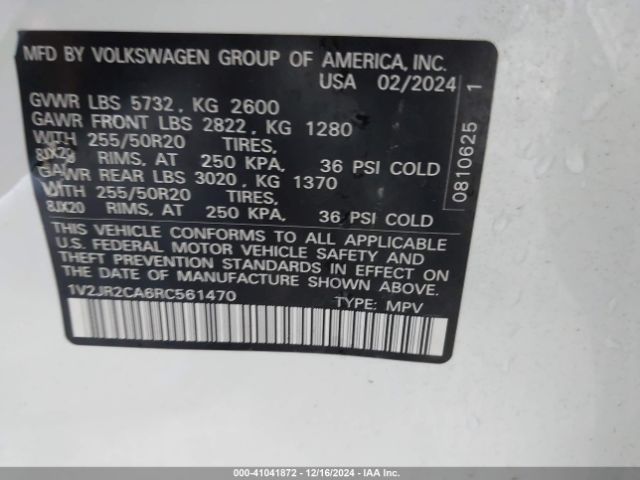 MFD BY VOLKSWAGEN GROUP OF AMERICA, INC.
USA 02/2024
GVWR LBS 5732, KG 2600
GAWR FRONT LBS 2822, KG 1280
WITH 255/50R20 TIRES,
8JX20 RIMS, AT 250 KPA, 36 PSI COLD
GAWR REAR LBS 3020, KG 1370
WITH 255/50R20 TIRES,
8JX20 RIMS, AT 250 KPA, 36 PSI COLD
THIS VEHICLE CONFORMS TO ALL APPLICABLE
U.S. FEDERAL MOTOR VEHICLE SAFETY AND
THEFT PREVENTION STANDARDS IN EFFECT
AT THE DATE OF MANUFACTURE SHOWN ABOVE.
1V2JR2CA6RC561470
TYPE: MPV
0810625 1
000-41041872 - 12/16/2024 - IAAI.com